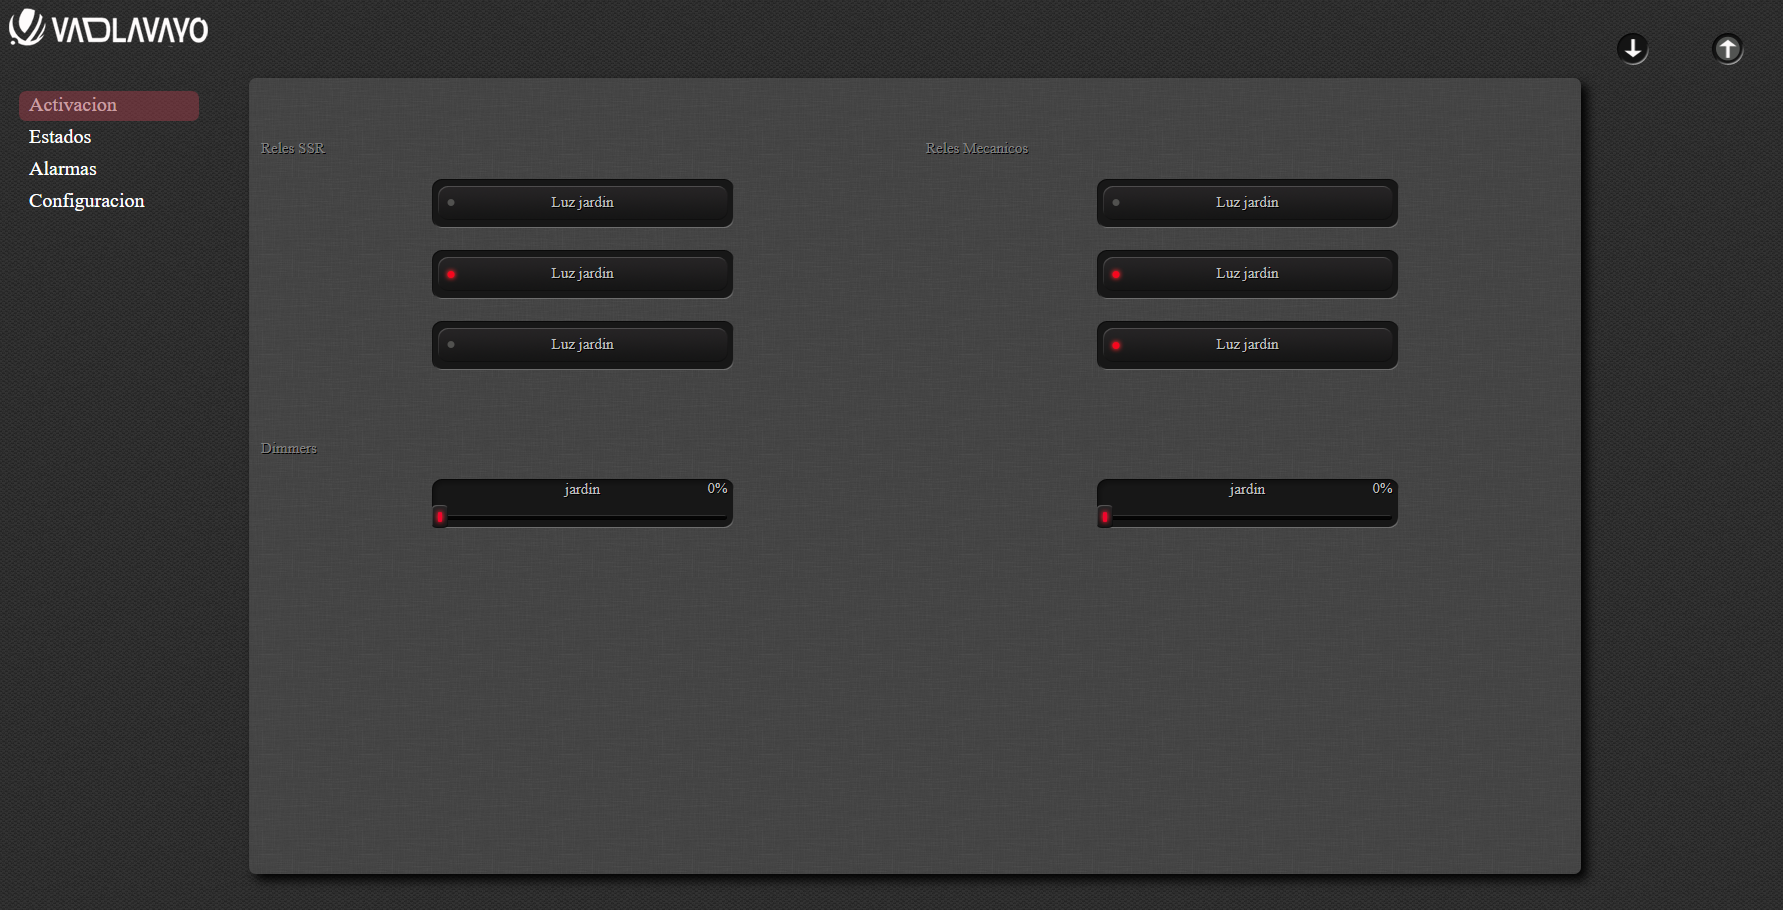 VADLAVAYO
Activacion
Estados
Alarmas
Configuracion
Reles SSR
Luz jardin
Luz jardin
Luz jardin
Reles Mecanicos
Luz jardin
Luz jardin
Luz jardin
Dimmers
jardin 0%
jardin 0%